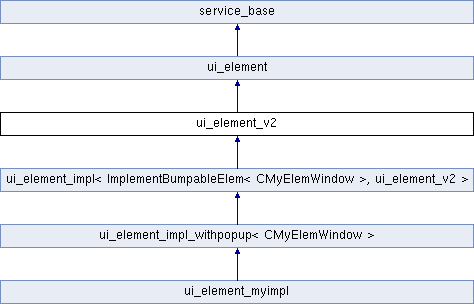 service_base
ui_element
ui_element_v2
ui_element_impl< ImplementBumpableElem< CMyElemWindow >, ui_element_v2 >
ui_element_impl_withpopup< CMyElemWindow >
ui_element_myimpl